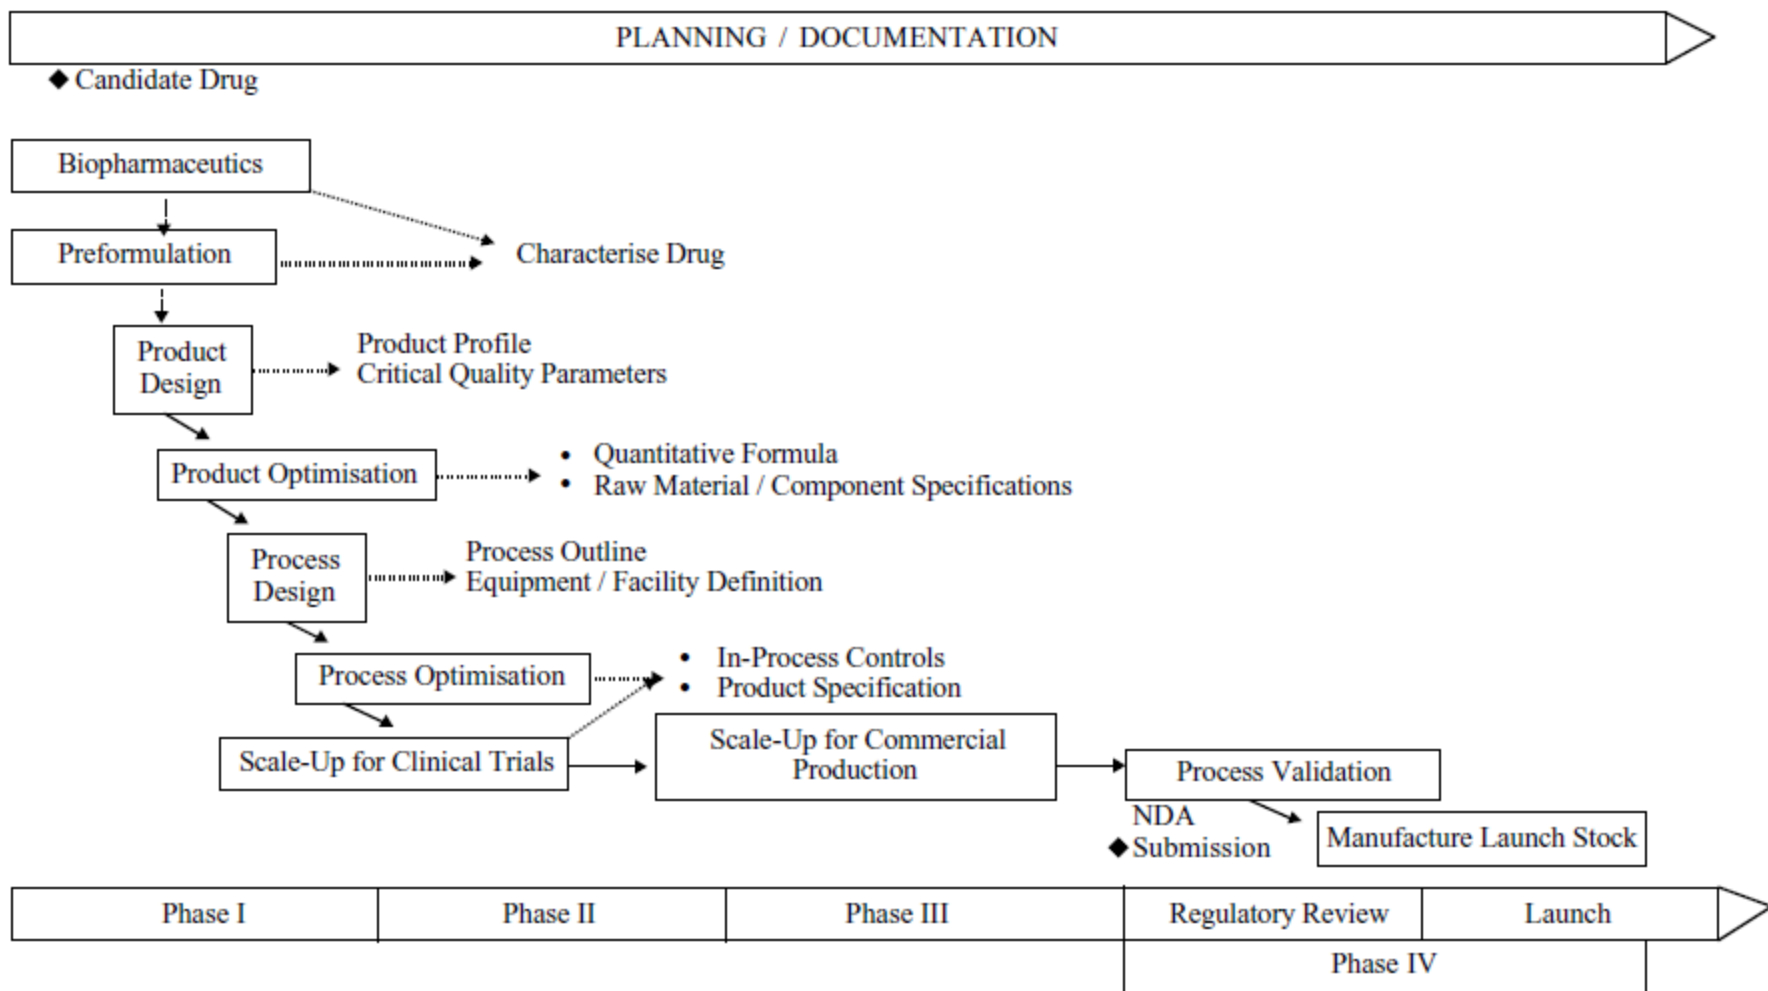 PLANNING / DOCUMENTATION
◆ Candidate Drug
Biopharmaceutics
Preformulation
Characterise Drug
Product
Design
Product Profile
Critical Quality Parameters
Product Optimisation
• Quantitative Formula
• Raw Material / Component Specifications
Process
Design
Process Outline
Equipment / Facility Definition
Process Optimisation
• In-Process Controls
• Product Specification
Scale-Up for Clinical Trials
Scale-Up for Commercial
Production
Process Validation
NDA
◆ Submission
Manufacture Launch Stock
Phase I
Phase II
Phase III
Regulatory Review
Launch
Phase IV